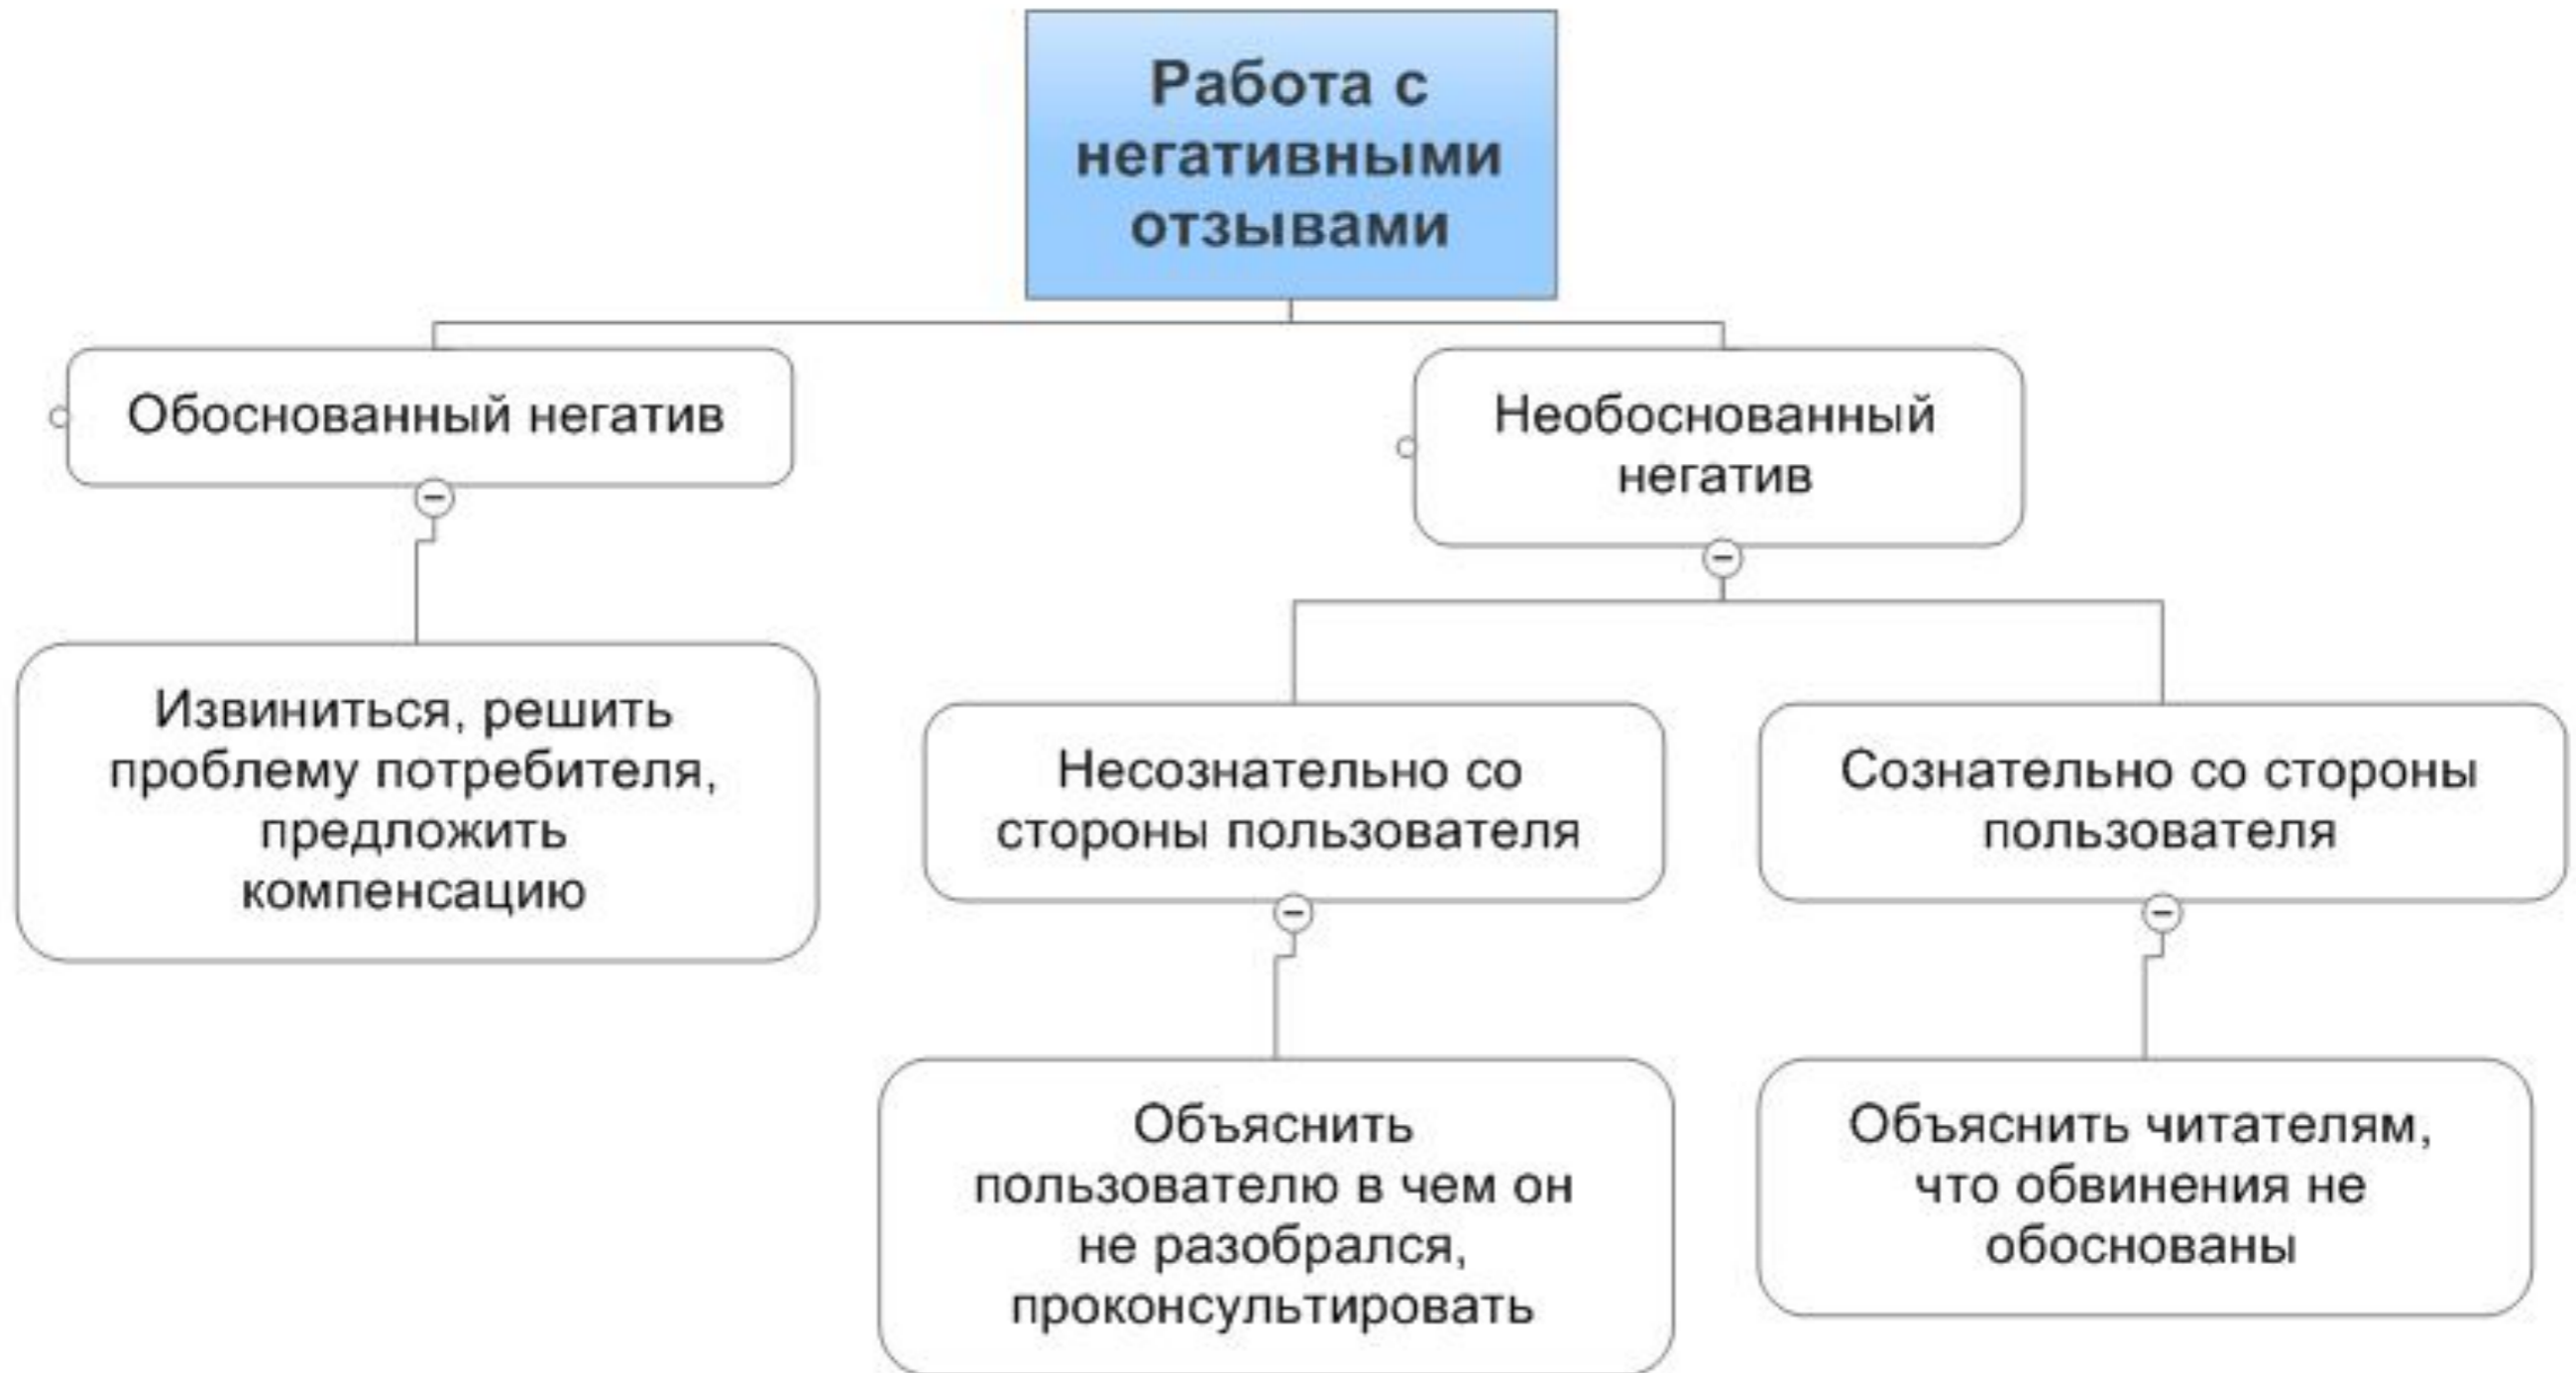 Работа с
негативными
отзывами
Обоснованный негатив
Необоснованный
негатив
Извиниться, решить
проблему потребителя,
предложить
компенсацию
Несознательно со
стороны пользователя
Сознательно со стороны
пользователя
Объяснить
пользователю в чем он
не разобрался,
проконсультировать
Объяснить читателям,
что обвинения не
обоснованы